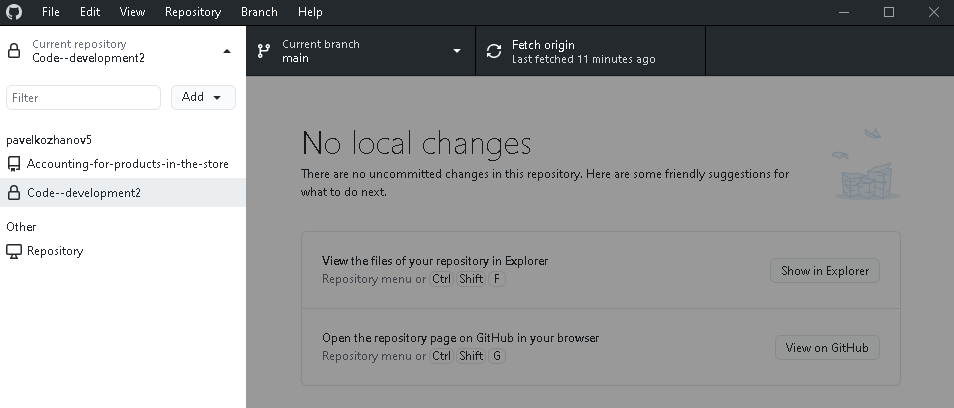 File Edit View Repository Branch Help
Current repository
Code--development2
Current branch
main
Fetch origin
Last fetched 11 minutes ago
Filter
Add
pavelkozhanov5
Accounting-for-products-in-the-store
Code--development2
Other
Repository
No local changes
There are no uncommitted changes in this repository. Here are some friendly suggestions for
what to do next.
View the files of your repository in Explorer
Repository menu or Ctrl Shift F
Show in Explorer
Open the repository page on GitHub in your browser
Repository menu or Ctrl Shift G
View on GitHub